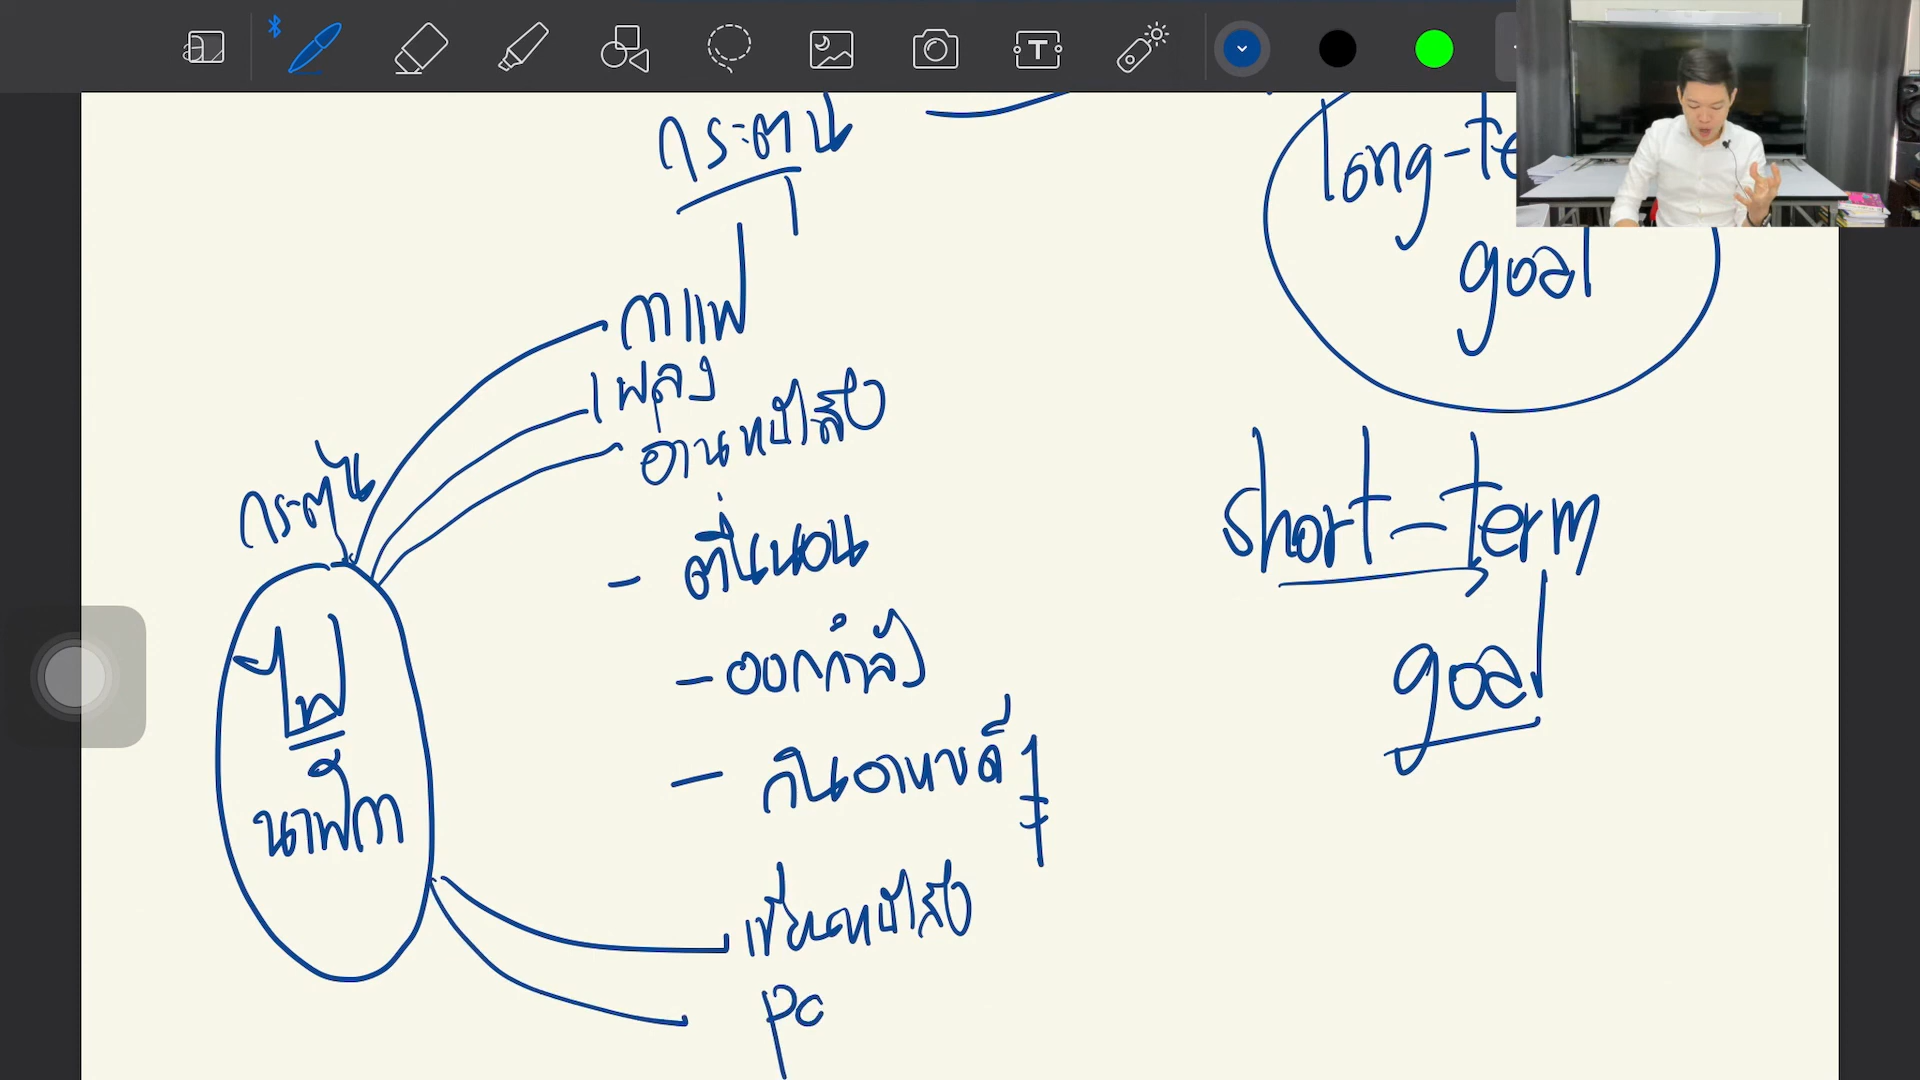 กระตุ้น
กาแฟ
เพลง
อ่านหนังสือ
- ตื่นนอน
- ออกกำลัง
- กินอาหารดี ๆ
เขียนหนังสือ
Pc
กระตุ้น
ไฟ
นาฬิกา
long-te
goal
short-term
goal